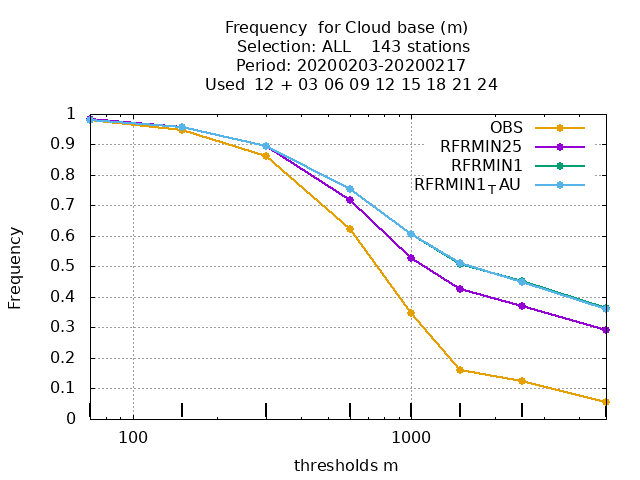 Frequency  for Cloud base (m)
Selection: ALL    143 stations
Period: 20200203-20200217
Used  12 + 03 06 09 12 15 18 21 24
OBS
RFRMIN25
RFRMIN1
RFRMIN1TAU
1
0.9
0.8
0.7
0.6
0.5
0.4
0.3
0.2
0.1
0
Frequency
100
1000
thresholds m